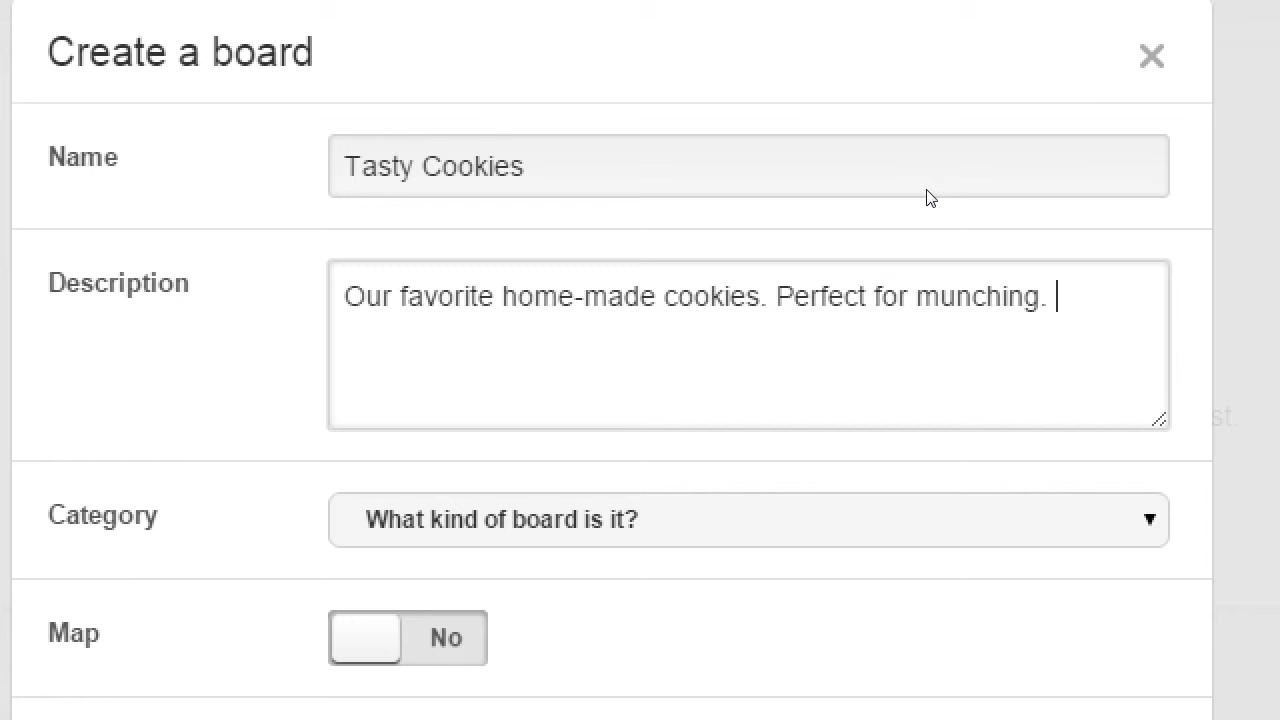 Create a board
Name
Tasty Cookies
Description
Our favorite home-made cookies. Perfect for munching.
st.
Category
What kind of board is it?
Map
No